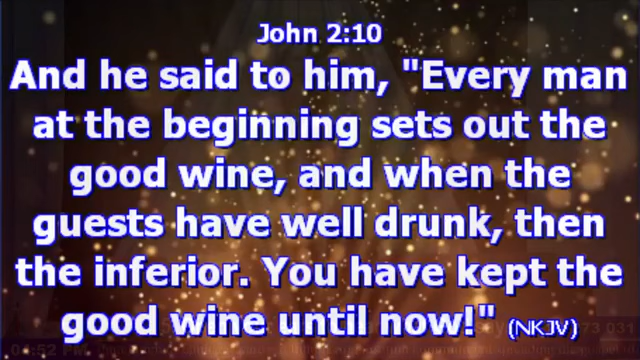 John 2:10
And he said to him, "Every man
at the beginning sets out the
good wine, and when the
guests have well drunk, then
the inferior. You have kept the
good wine until now!" (NKJV)